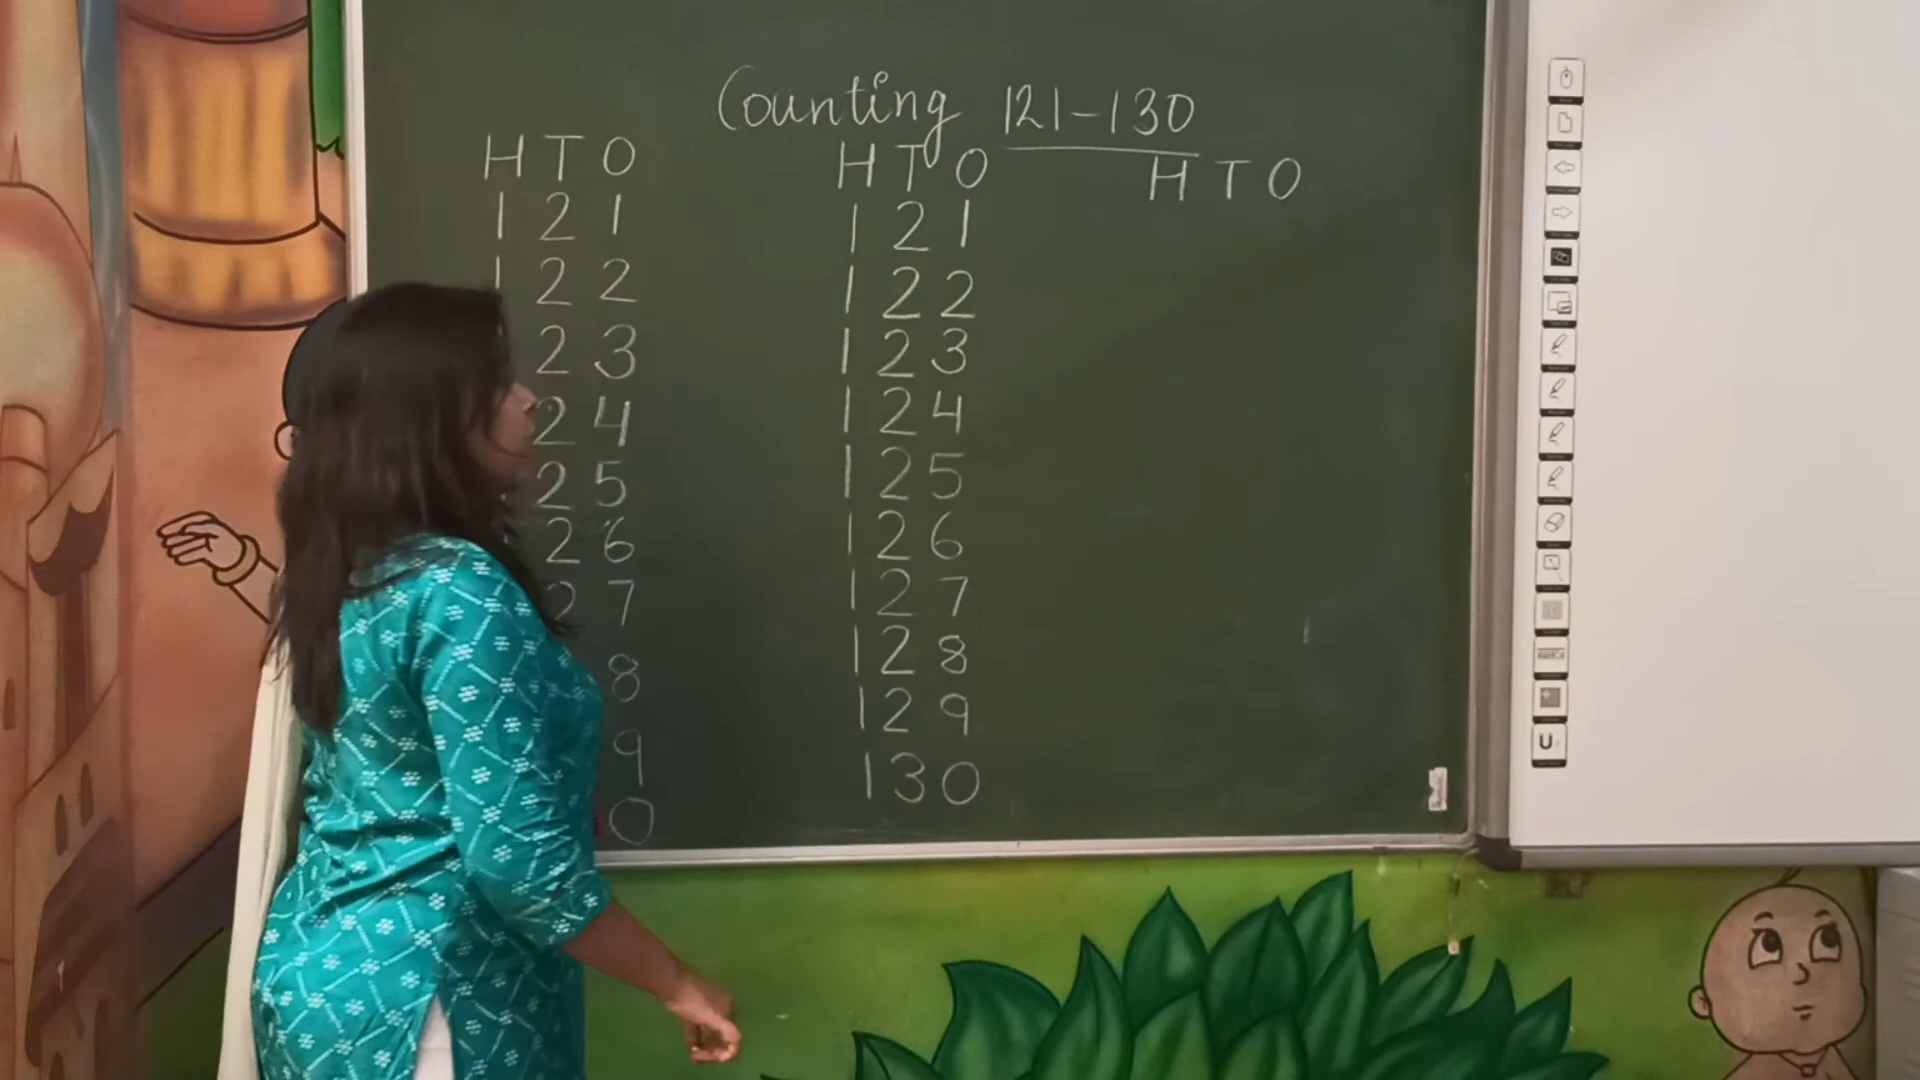 Counting 121-130
H T O
1 2 1
1 2 2
2 3
2 4
2 5
2 6
2 7
8
9
0
H T O
1 2 1
1 2 2
1 2 3
1 2 4
1 2 5
1 2 6
1 2 7
1 2 8
1 2 9
1 3 0
H T O
U